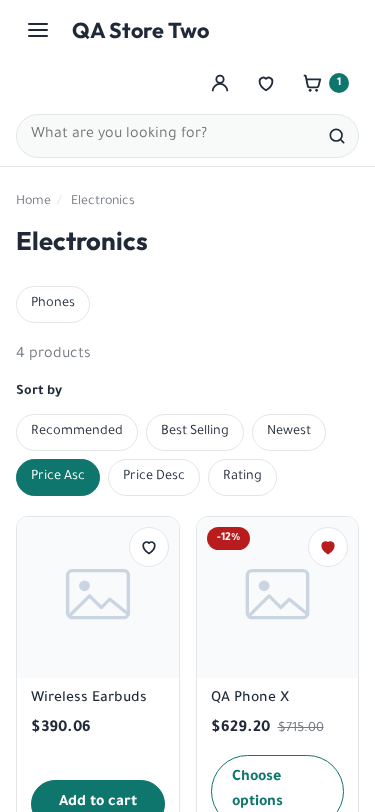 QA Store Two
1
What are you looking for?
Home / Electronics
Electronics
Phones
4 products
Sort by
Recommended Best Selling Newest
Price Asc Price Desc Rating
-12%
Wireless Earbuds
$390.06
Add to cart
QA Phone X
$629.20 $715.00
Choose
options